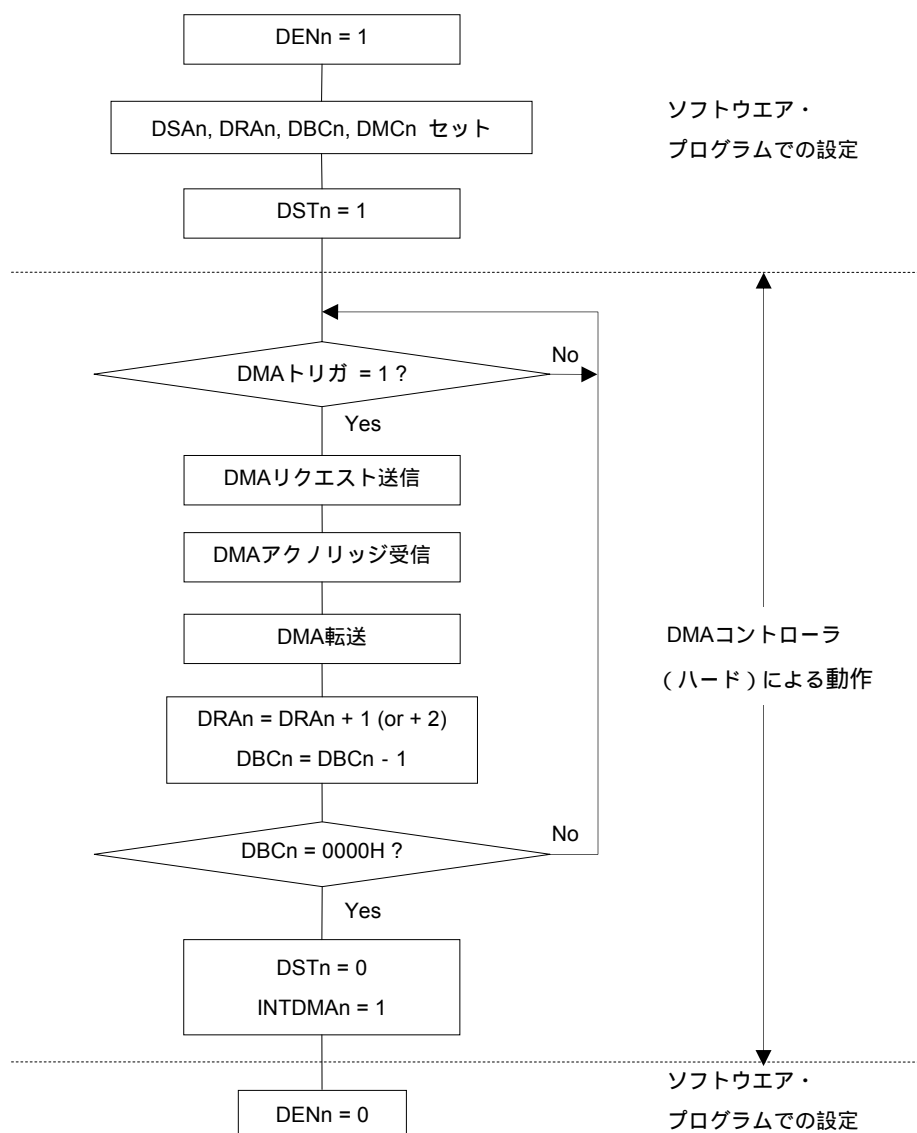 DENn = 1
DSAn, DRAn, DBCn, DMCn セット
ソフトウエア・
プログラムでの設定
DSTn = 1
DMAトリガ = 1 ?
No
Yes
DMAリクエスト送信
DMAアクノリッジ受信
DMA転送
DMAコントローラ
(ハード)による動作
DRAn = DRAn + 1 (or + 2)
DBCn = DBCn - 1
DBCn = 0000H ?
No
Yes
DSTn = 0
INTDMAn = 1
DENn = 0
ソフトウエア・
プログラムでの設定